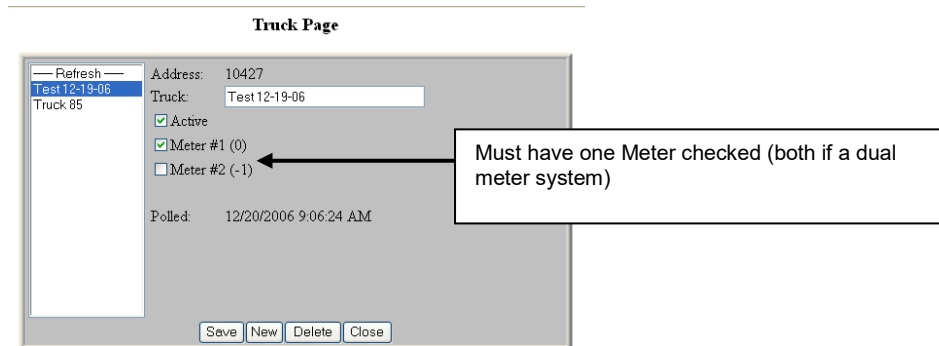 Truck Page
— Refresh —
Test 12-19-06
Truck 85
Address: 10427
Truck: Test 12-19-06
Active
Meter #1 (0)
Meter #2 (-1)
Polled: 12/20/2006 9:06:24 AM
Must have one Meter checked (both if a dual
meter system)
Save New Delete Close